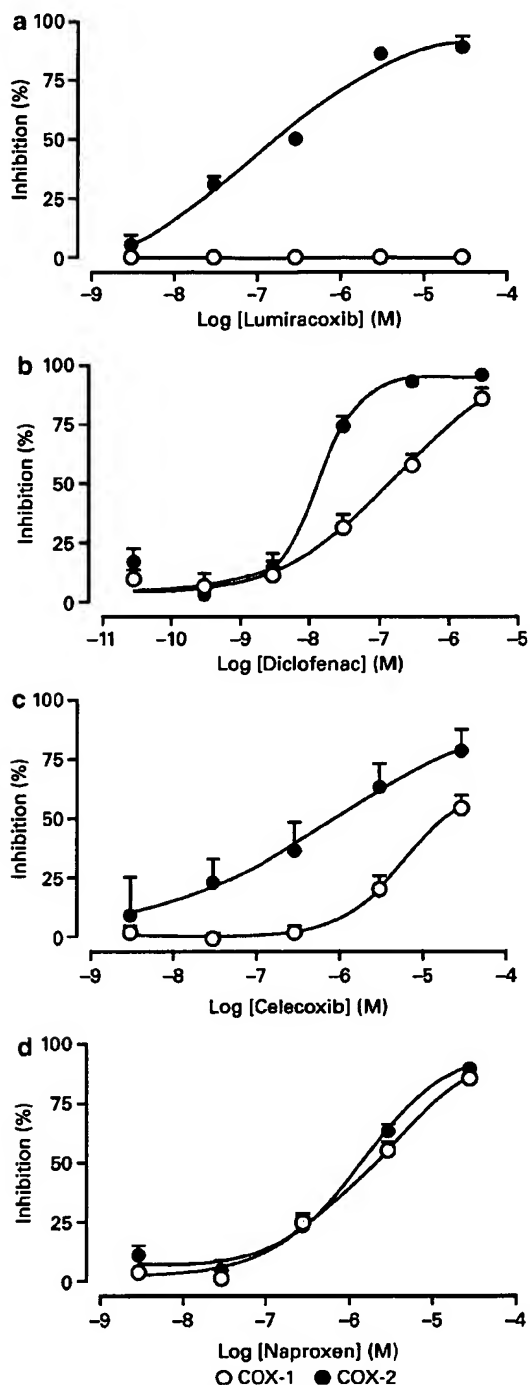 a
100
75
50
25
0
Inhibition (%)
−9 −8 −7 −6 −5 −4
Log [Lumiracoxib] (M)
b
100
75
50
25
0
Inhibition (%)
−11 −10 −9 −8 −7 −6 −5
Log [Diclofenac] (M)
c
100
75
50
25
0
Inhibition (%)
−9 −8 −7 −6 −5 −4
Log [Celecoxib] (M)
d
100
75
50
25
0
Inhibition (%)
−9 −8 −7 −6 −5 −4
Log [Naproxen] (M)
COX-1 COX-2